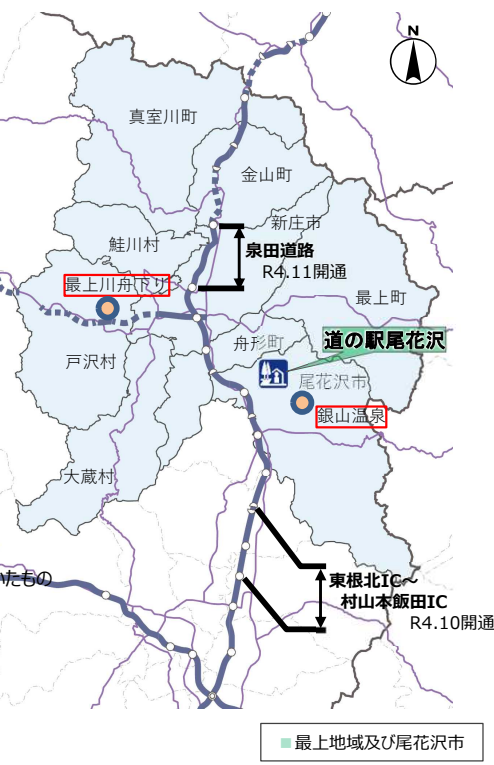 N
真室川町
金山町
新庄市
鮭川村
泉田道路
R4.11開通
最上川舟下り
最上町
舟形町
道の駅尾花沢
戸沢村
尾花沢市
銀山温泉
大蔵村
東根北IC～
村山本飯田IC
R4.10開通
いたもの
最上地域及び尾花沢市